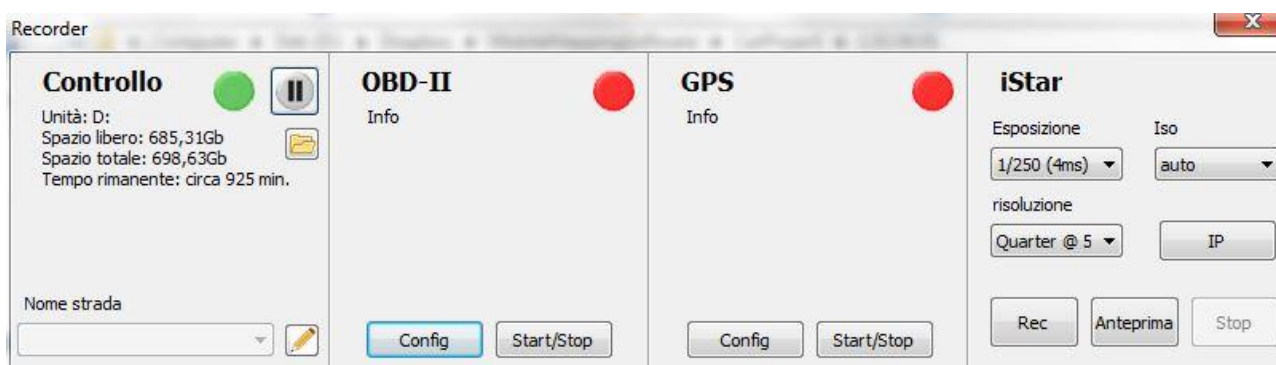 Recorder
Controllo
Unità: D:
Spazio libero: 685,31Gb
Spazio totale: 698,63Gb
Tempo rimanente: circa 925 min.
Nome strada
OBD-II
Info
Config Start/Stop
GPS
Info
Config Start/Stop
iStar
Esposizione Iso
1/250 (4ms) auto
risoluzione
Quarter @ 5 IP
Rec Anteprima Stop